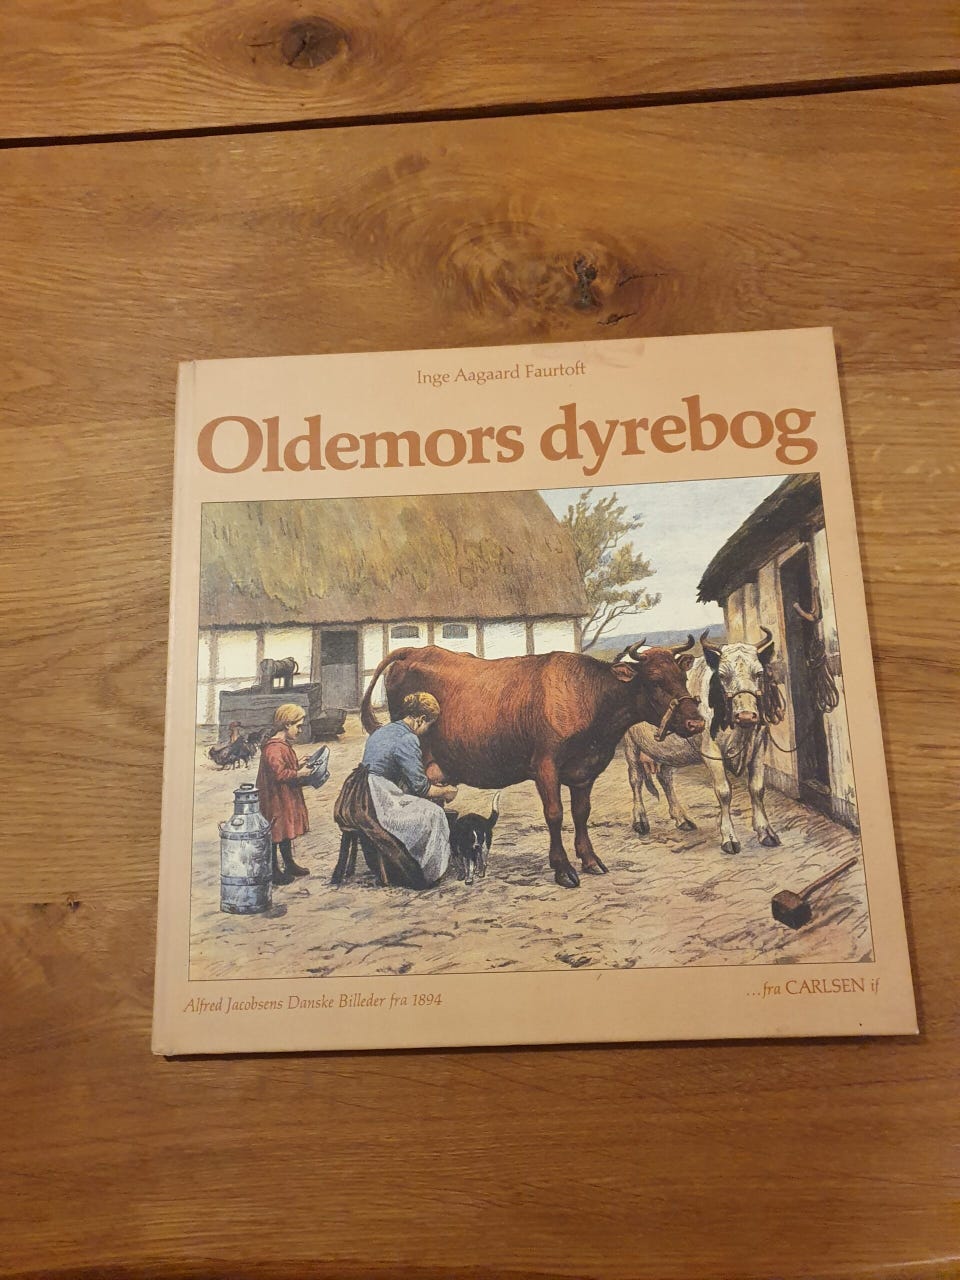 Inge Aagaard Faurtoft
Oldemors dyrebog
Alfred Jacobsens Danske Billeder fra 1894
...fra CARLSEN if